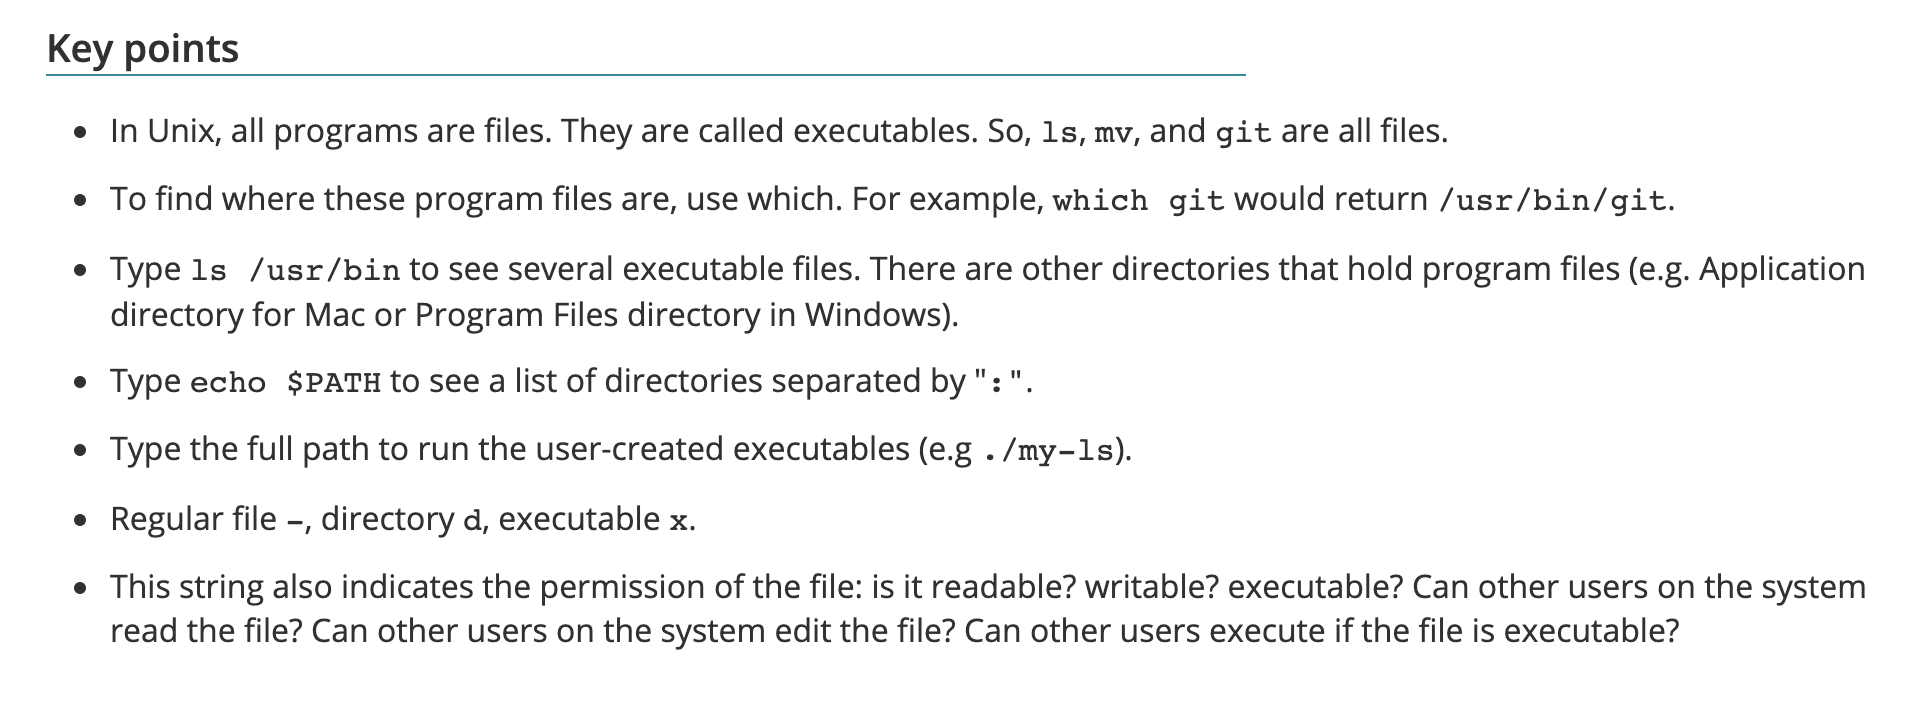 Key points
• In Unix, all programs are files. They are called executables. So, ls, mv, and git are all files.
• To find where these program files are, use which. For example, which git would return /usr/bin/git.
• Type ls /usr/bin to see several executable files. There are other directories that hold program files (e.g. Application
directory for Mac or Program Files directory in Windows).
• Type echo $PATH to see a list of directories separated by ":".
• Type the full path to run the user-created executables (e.g ./my-ls).
• Regular file -, directory d, executable x.
• This string also indicates the permission of the file: is it readable? writable? executable? Can other users on the system
read the file? Can other users on the system edit the file? Can other users execute if the file is executable?